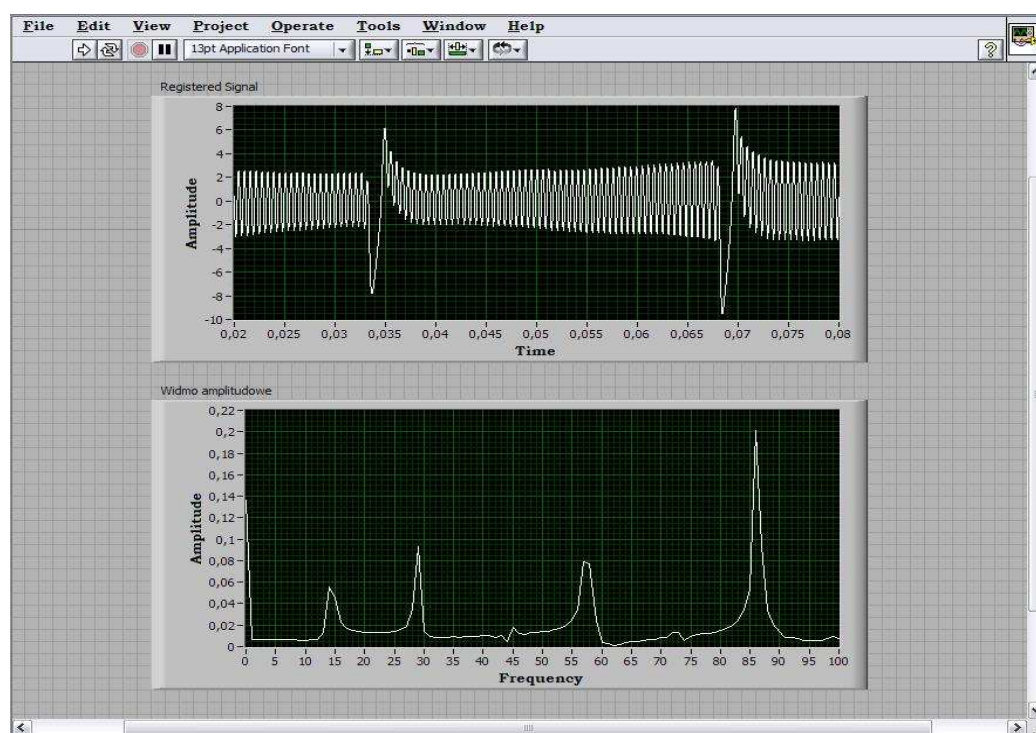 File Edit View Project Operate Tools Window Help
13pt Application Font
Registered Signal
8
6
4
2
0
-2
-4
-6
-8
-10
Amplitude
0,02 0,025 0,03 0,035 0,04 0,045 0,05 0,055 0,06 0,065 0,07 0,075 0,08
Time
Widmo amplitudowe
0,22
0,2
0,18
0,16
0,14
0,12
0,1
0,08
0,06
0,04
0,02
0
Amplitude
0 5 10 15 20 25 30 35 40 45 50 55 60 65 70 75 80 85 90 95 100
Frequency